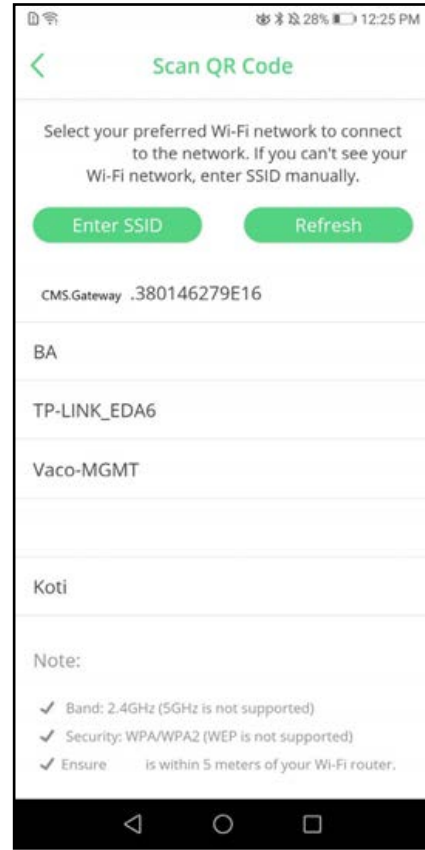 28% 12:25 PM
Scan QR Code
Select your preferred Wi-Fi network to connect
to the network. If you can't see your
Wi-Fi network, enter SSID manually.
Enter SSID Refresh
CMS.Gateway .380146279E16
BA
TP-LINK_EDA6
Vaco-MGMT
Koti
Note:
Band: 2.4GHz (5GHz is not supported)
Security: WPA/WPA2 (WEP is not supported)
Ensure is within 5 meters of your Wi-Fi router.